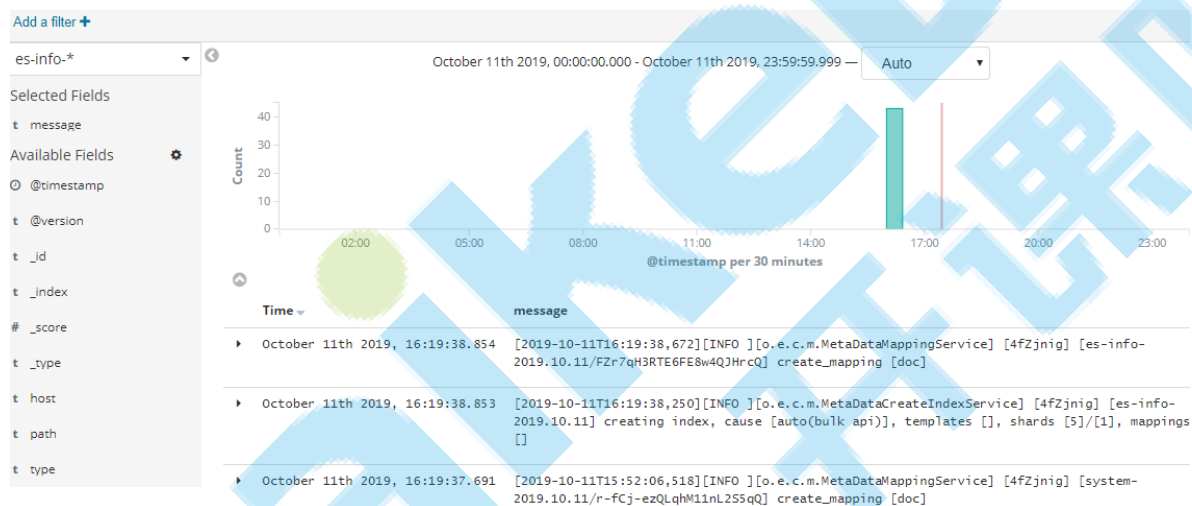 Add a filter +
es-info-*
October 11th 2019, 00:00:00.000 - October 11th 2019, 23:59:59.999 — Auto
Selected Fields
t message
Available Fields
@timestamp
t @version
t _id
t _index
# _score
t _type
t host
t path
t type
Count
40
30
20
10
0
02:00 05:00 08:00 11:00 14:00 17:00 20:00 23:00
@timestamp per 30 minutes
Time message
October 11th 2019, 16:19:38.854 [2019-10-11T16:19:38,672][INFO ][o.e.c.m.MetaDataMappingService] [4fZjnig] [es-info-
2019.10.11/FZr7qH3RTE6FE8w4QJHrcQ] create_mapping [doc]
October 11th 2019, 16:19:38.853 [2019-10-11T16:19:38,250][INFO ][o.e.c.m.MetaDataCreateIndexService] [4fZjnig] [es-info-
2019.10.11] creating index, cause [auto(bulk api)], templates [], shards [5]/[1], mappings
[]
October 11th 2019, 16:19:37.691 [2019-10-11T15:52:06,518][INFO ][o.e.c.m.MetaDataMappingService] [4fZjnig] [system-
2019.10.11/r-fCj-ezQLqhM11nL2S5qQ] create_mapping [doc]